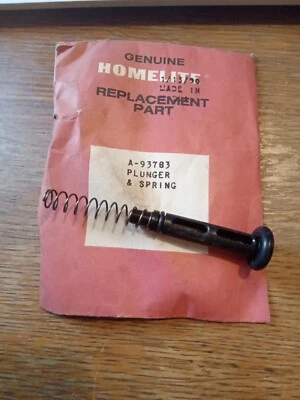 GENUINE
HOMELITE
MADE IN
REPLACEMENT
PART
A-93783
PLUNGER
& SPRING